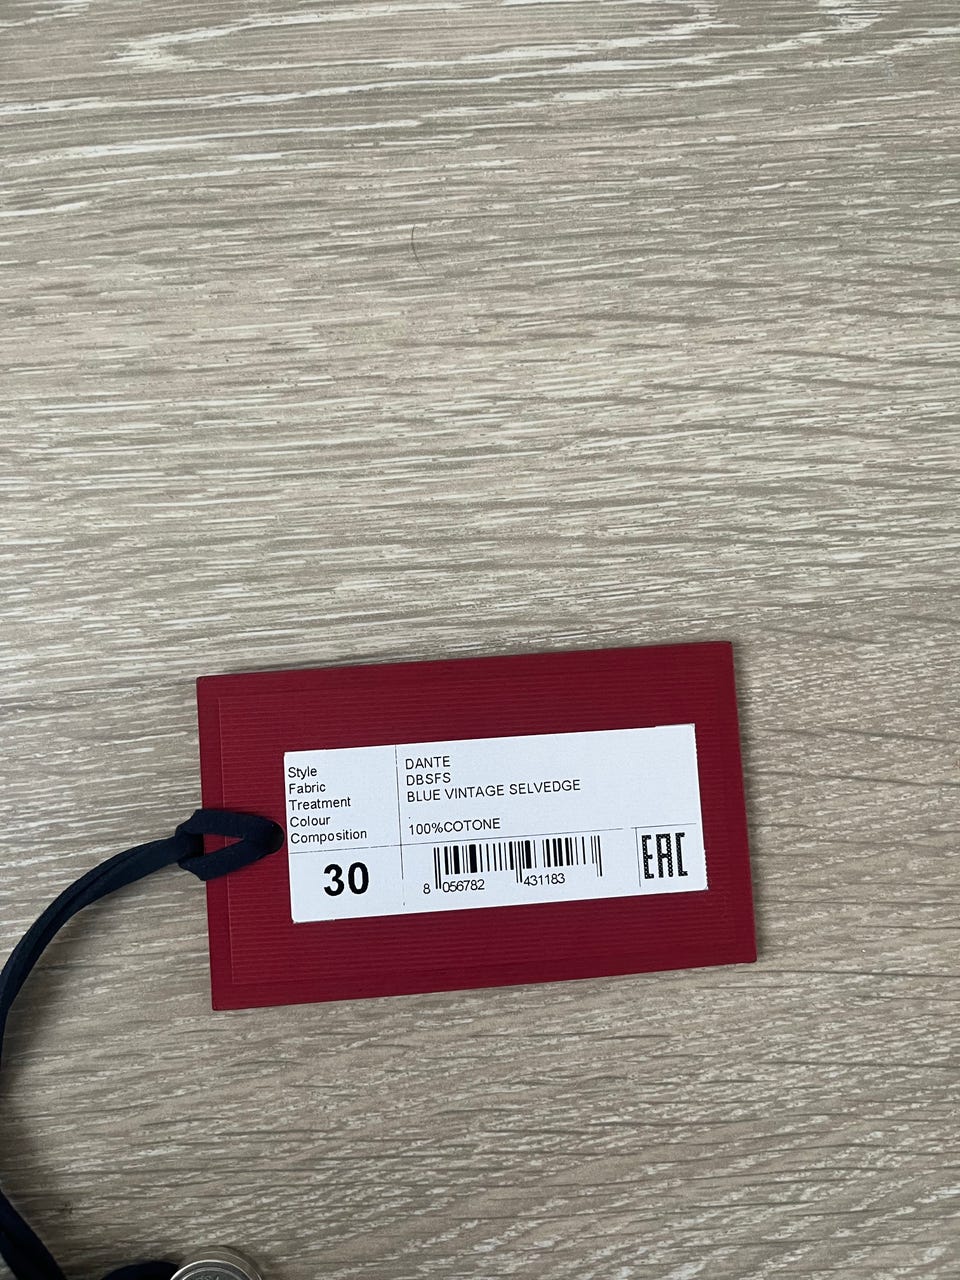 Style DANTE
Fabric DBSFS
Treatment BLUE VINTAGE SELVEDGE
Colour .
Composition 100%COTONE
30
8 056782 431183
EAC